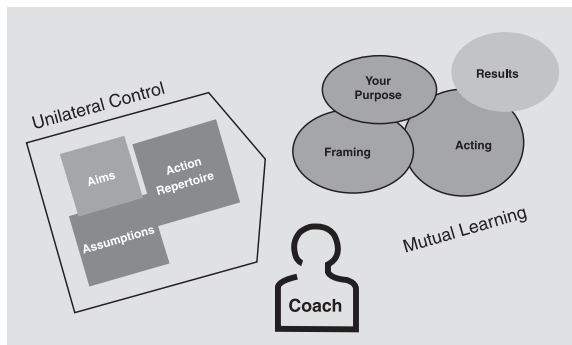 Unilateral Control
Aims
Action
Repertoire
Assumptions
Your
Purpose
Results
Framing
Acting
Mutual Learning
Coach